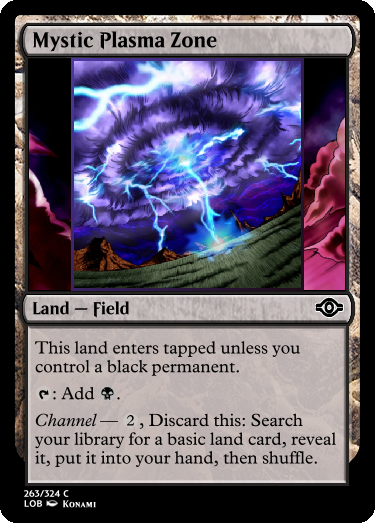 Mystic Plasma Zone
Land — Field
This land enters tapped unless you
control a black permanent.
: Add .
Channel — 2 , Discard this: Search
your library for a basic land card, reveal
it, put it into your hand, then shuffle.
263/324 C
LOB Konami